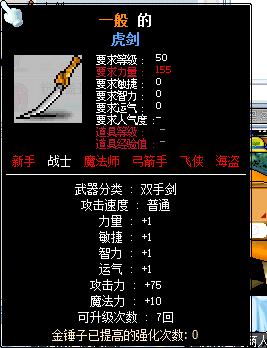 一般 的
虎剑
要求等级： 50
要求力量： 155
要求敏捷： 0
要求智力： 0
要求运气： 0
要求人气度： -
道具等级： -
道具经验值： -
新手 战士 魔法师 弓箭手 飞侠 海盗
武器分类 : 双手剑
攻击速度 : 普通
力量 : +1
敏捷 : +1
智力 : +1
运气 : +1
攻击力 : +75
魔法力 : +10
可升级次数 : 7回
金锤子已提高的强化次数: 0